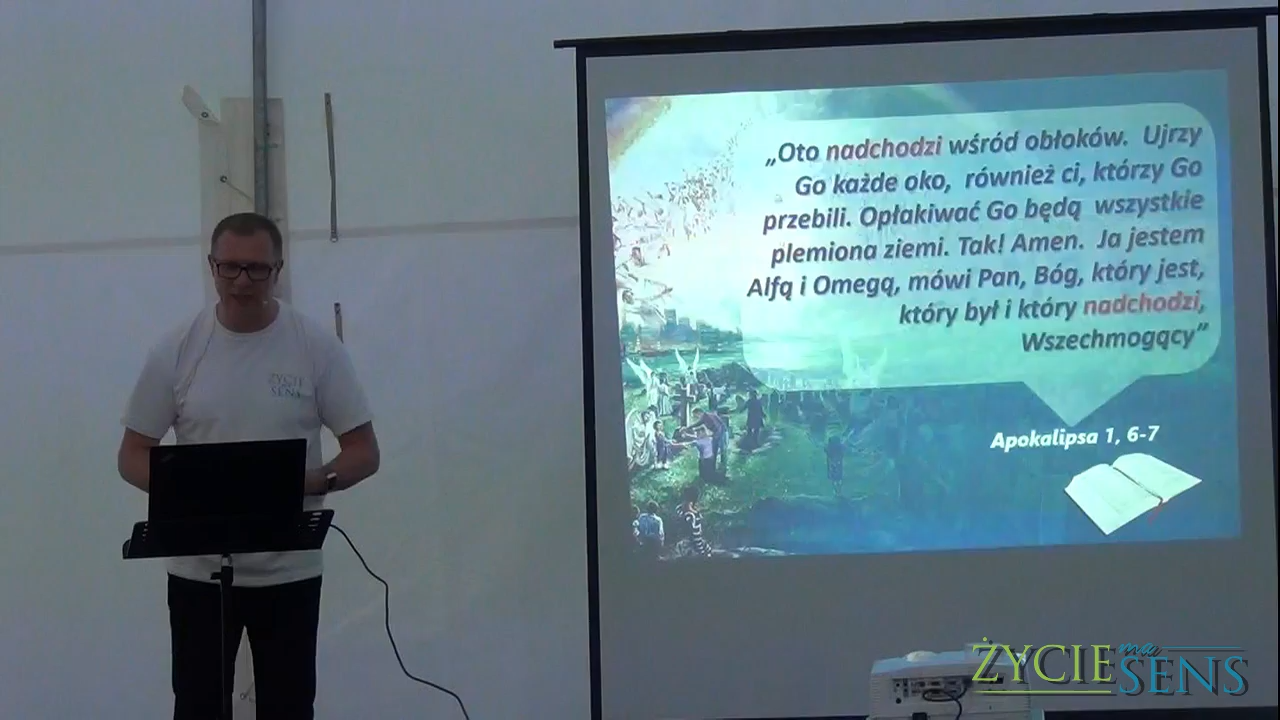 „Oto nadchodzi wśród obłoków. Ujrzy
Go każde oko, również ci, którzy Go
przebili. Opłakiwać Go będą wszystkie
plemiona ziemi. Tak! Amen. Ja jestem
Alfą i Omegą, mówi Pan, Bóg, który jest,
który był i który nadchodzi,
Wszechmogący”
Apokalipsa 1, 6-7
ŻYCIE
SENS
ŻYCIE ma
SENS